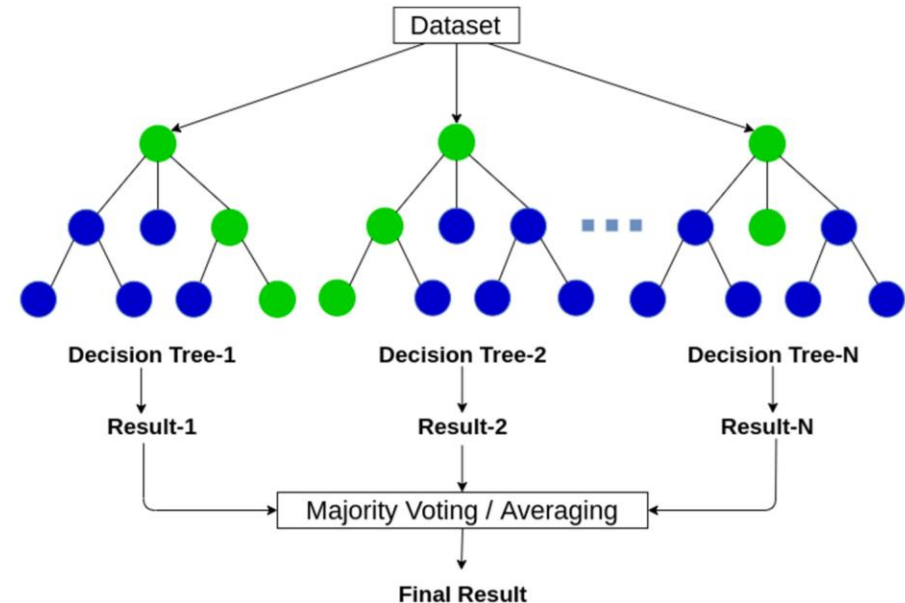 Dataset
Decision Tree-1
Decision Tree-2
Decision Tree-N
Result-1
Result-2
Result-N
Majority Voting / Averaging
Final Result